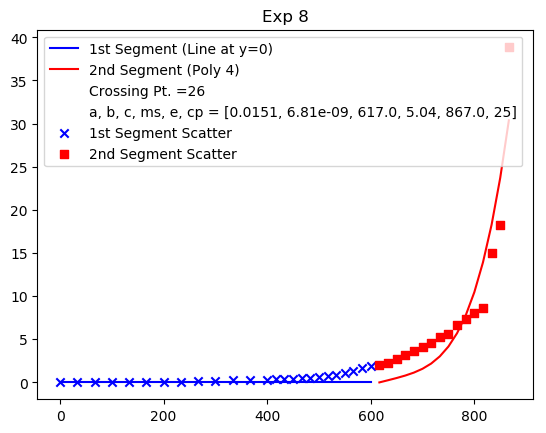 Exp 8
40
35
30
25
20
15
10
5
0
1st Segment (Line at y=0)
2nd Segment (Poly 4)
Crossing Pt. =26
a, b, c, ms, e, cp = [0.0151, 6.81e-09, 617.0, 5.04, 867.0, 25]
1st Segment Scatter
2nd Segment Scatter
0 200 400 600 800